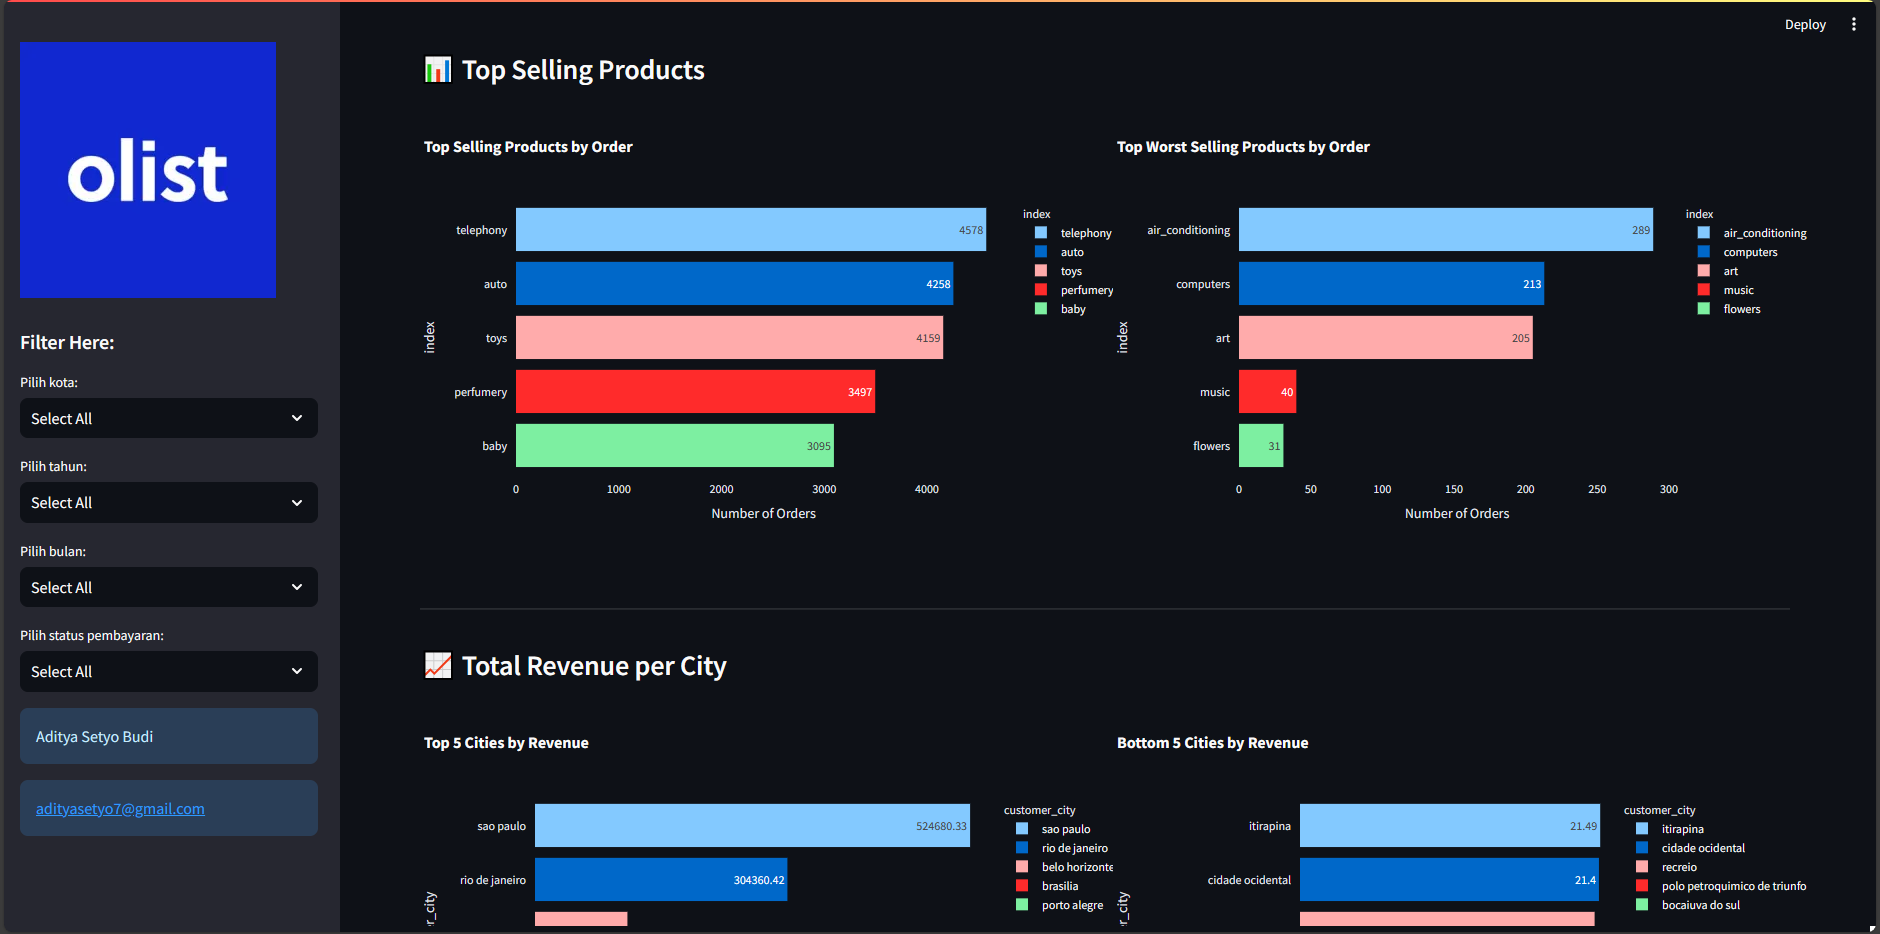 Deploy
olist
Filter Here:
Pilih kota:
Select All
Pilih tahun:
Select All
Pilih bulan:
Select All
Pilih status pembayaran:
Select All
Aditya Setyo Budi
adityasetyo7@gmail.com
Top Selling Products
Top Selling Products by Order
index
telephony 4578
auto 4258
toys 4159
perfumery 3497
baby 3095
0 1000 2000 3000 4000
Number of Orders
index
telephony
auto
toys
perfumery
baby
Top Worst Selling Products by Order
index
air_conditioning 289
computers 213
art 205
music 40
flowers 31
0 50 100 150 200 250 300
Number of Orders
index
air_conditioning
computers
art
music
flowers
Total Revenue per City
Top 5 Cities by Revenue
sao paulo 524680.33
rio de janeiro 304360.42
r_city
customer_city
sao paulo
rio de janeiro
belo horizonte
brasilia
porto alegre
Bottom 5 Cities by Revenue
itirapina 21.49
cidade ocidental 21.4
r_city
customer_city
itirapina
cidade ocidental
recreio
polo petroquimico de triunfo
bocaiuva do sul